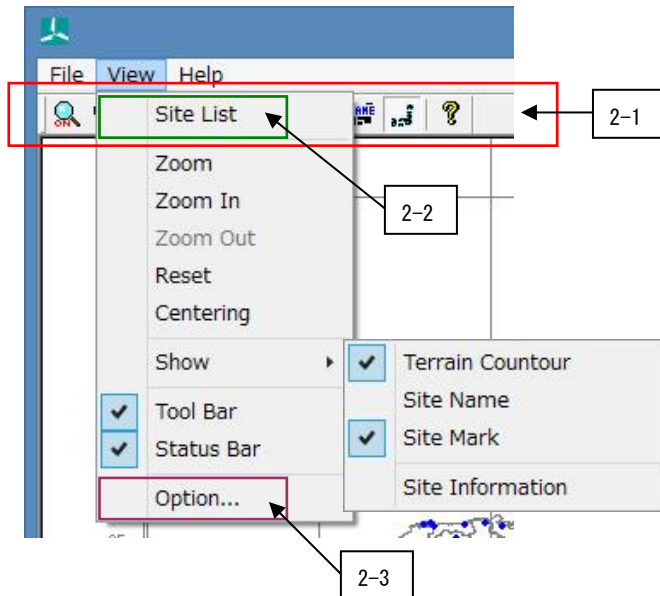 File View Help
Site List
2-1
Zoom
Zoom In
2-2
Zoom Out
Reset
Centering
Show
Terrain Countour
Site Name
Tool Bar
Site Mark
Status Bar
Site Information
Option...
2-3